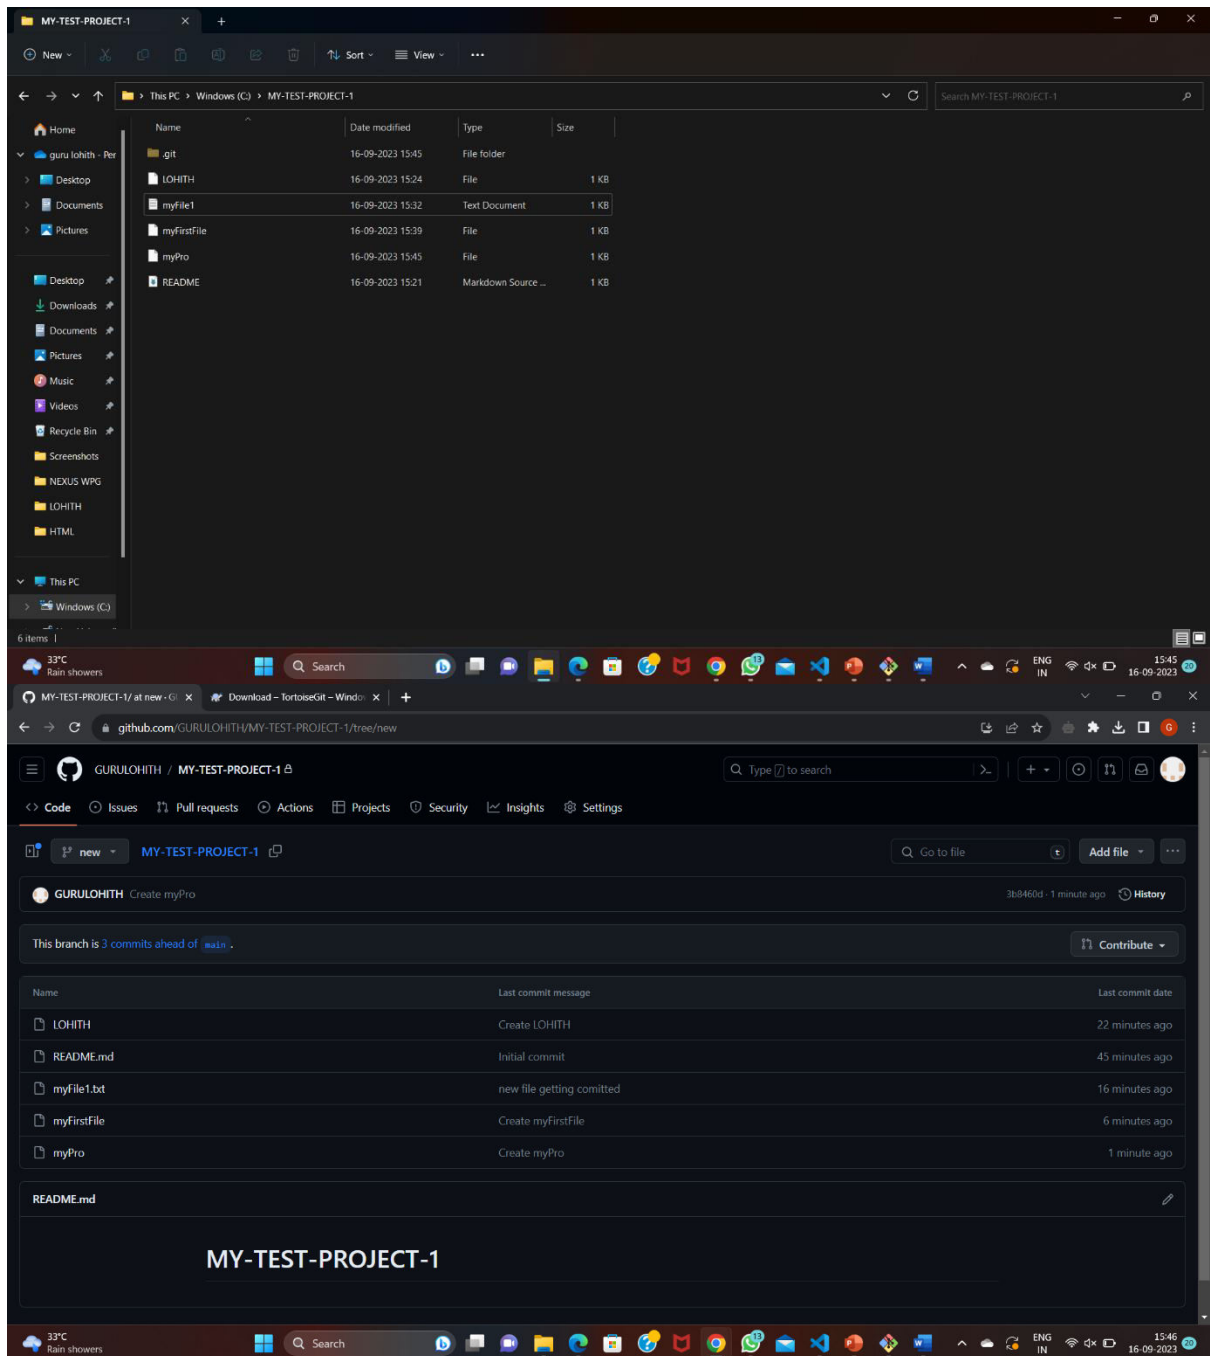 MY-TEST-PROJECT-1
New Sort View
This PC > Windows (C:) > MY-TEST-PROJECT-1 Search MY-TEST-PROJECT-1
Name Date modified Type Size
.git 16-09-2023 15:45 File folder
LOHITH 16-09-2023 15:24 File 1 KB
myFile1 16-09-2023 15:32 Text Document 1 KB
myFirstFile 16-09-2023 15:39 File 1 KB
myPro 16-09-2023 15:45 File 1 KB
README 16-09-2023 15:21 Markdown Source ... 1 KB
Home
guru lohith - Per
Desktop
Documents
Pictures
Desktop
Downloads
Documents
Pictures
Music
Videos
Recycle Bin
Screenshots
NEXUS WPG
LOHITH
HTML
This PC
Windows (C:)
6 items
33°C Search 13 ENG 15:45
Rain showers IN 16-09-2023 20
MY-TEST-PROJECT-1/ at new · G Download – TortoiseGit – Window
github.com/GURULOHITH/MY-TEST-PROJECT-1/tree/new G
GURULOHITH / MY-TEST-PROJECT-1 Type / to search
Code Issues Pull requests Actions Projects Security Insights Settings
new MY-TEST-PROJECT-1 Go to file t Add file
GURULOHITH Create myPro 3b8460d · 1 minute ago History
This branch is 3 commits ahead of main . Contribute
Name Last commit message Last commit date
LOHITH Create LOHITH 22 minutes ago
README.md Initial commit 45 minutes ago
myFile1.txt new file getting comitted 16 minutes ago
myFirstFile Create myFirstFile 6 minutes ago
myPro Create myPro 1 minute ago
README.md
MY-TEST-PROJECT-1
33°C Search 13 ENG 15:46
Rain showers IN 16-09-2023 20